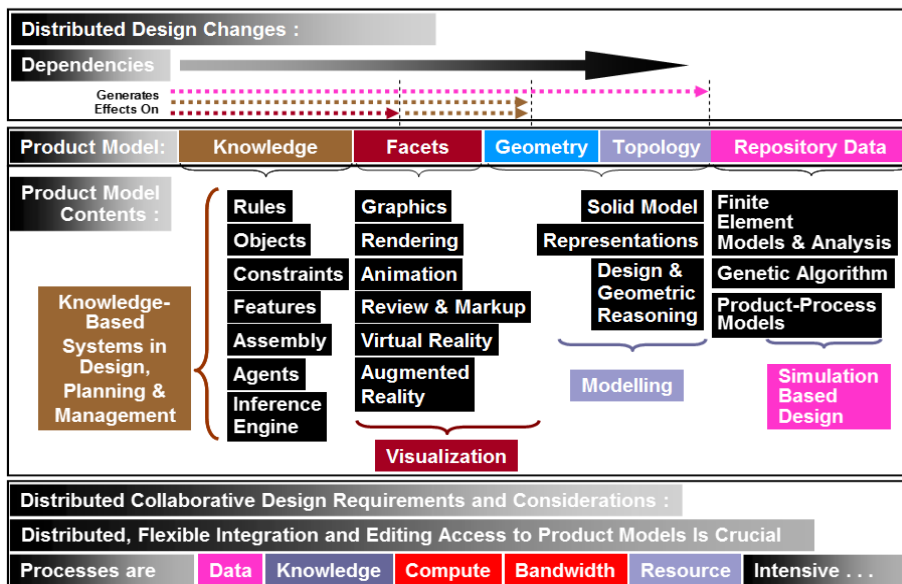 Distributed Design Changes :
Dependencies
Generates
Effects On
Product Model:
Knowledge
Facets
Geometry
Topology
Repository Data
Product Model
Contents :
Knowledge-
Based
Systems in
Design,
Planning &
Management
Rules
Objects
Constraints
Features
Assembly
Agents
Inference
Engine
Graphics
Rendering
Animation
Review & Markup
Virtual Reality
Augmented
Reality
Visualization
Solid Model
Representations
Design &
Geometric
Reasoning
Modelling
Finite
Element
Models & Analysis
Genetic Algorithm
Product-Process
Models
Simulation
Based
Design
Distributed Collaborative Design Requirements and Considerations :
Distributed, Flexible Integration and Editing Access to Product Models Is Crucial
Processes are Data Knowledge Compute Bandwidth Resource Intensive . . .